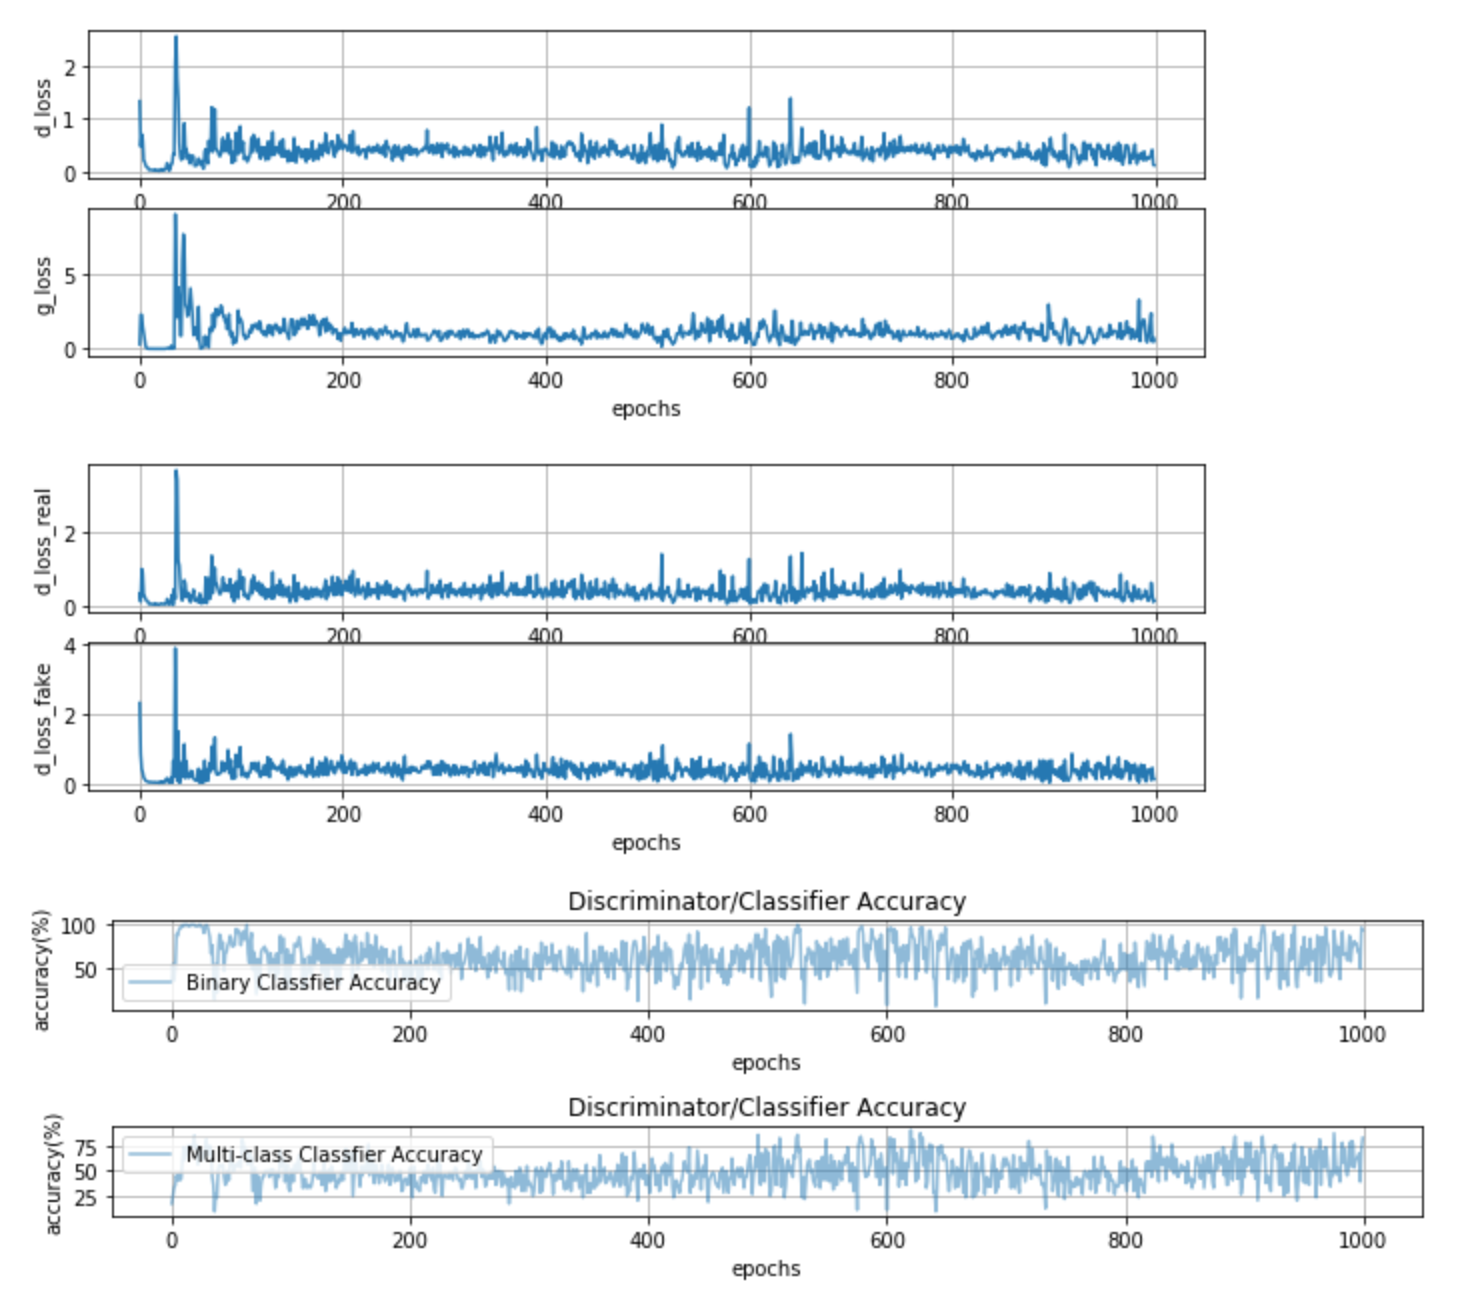 2
1
0
d_loss
0 200 400 600 800 1000
5
0
g_loss
0 200 400 600 800 1000
epochs
2
0
d_loss_real
0 200 400 600 800 1000
4
2
0
d_loss_fake
0 200 400 600 800 1000
epochs
Discriminator/Classifier Accuracy
100
50
accuracy(%)
Binary Classfier Accuracy
0 200 400 600 800 1000
epochs
Discriminator/Classifier Accuracy
75
50
25
accuracy(%)
Multi-class Classfier Accuracy
0 200 400 600 800 1000
epochs